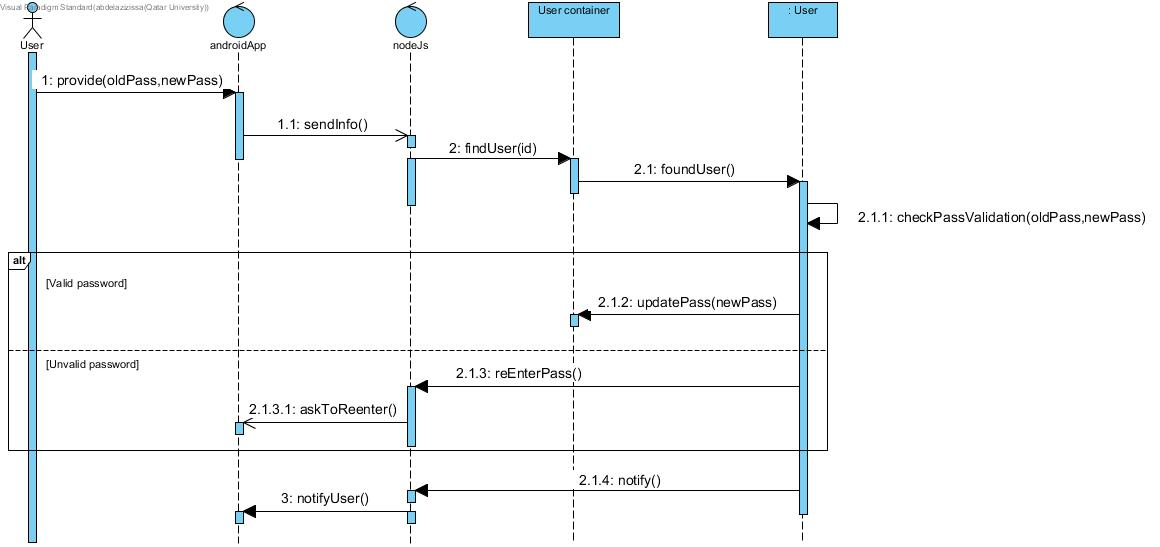 Visual Paradigm Standard(abdelazizissa(Qatar University))
User
androidApp
nodeJs
User container
: User
1: provide(oldPass,newPass)
1.1: sendInfo()
2: findUser(id)
2.1: foundUser()
2.1.1: checkPassValidation(oldPass,newPass)
alt
[Valid password]
2.1.2: updatePass(newPass)
[Unvalid password]
2.1.3: reEnterPass()
2.1.3.1: askToReenter()
2.1.4: notify()
3: notifyUser()